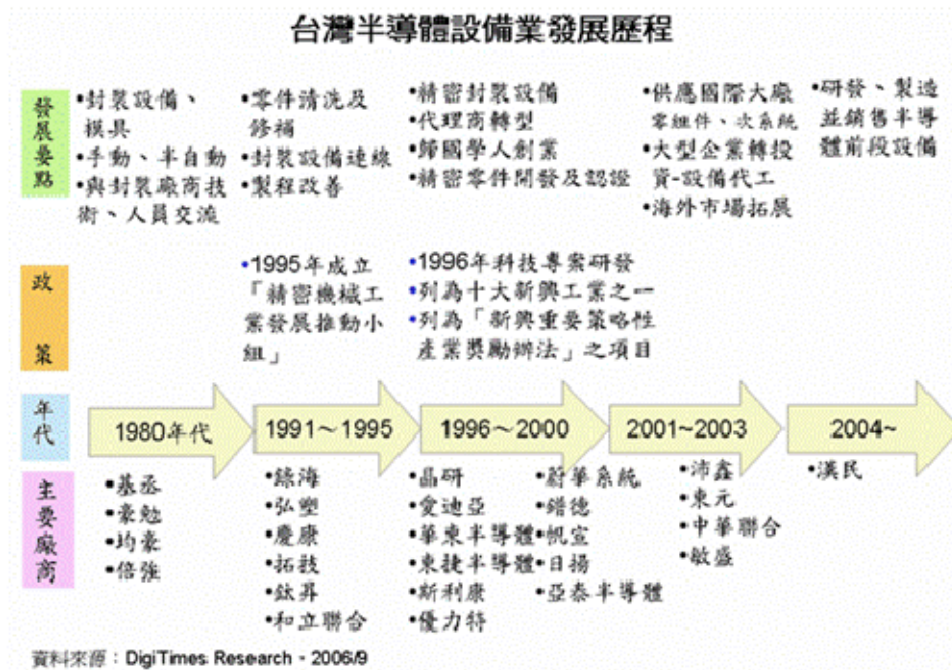 台灣半導體設備業發展歷程
發展要點
•封裝設備、
模具
•手動、半自動
•與封裝廠商技
術、人員交流
•零件清洗及
修補
•封裝設備連線
•製程改善
•精密封裝設備
•代理商轉型
•歸國學人創業
•精密零件開發及認證
•供應國際大廠
零組件、次系統
•大型企業轉投
資-設備代工
•海外市場拓展
•研發、製造
並銷售半導
體前段設備
政策
•1995年成立
「精密機械工
業發展推動小
組」
•1996年科技專案研發
•列為十大新興工業之一
•列為「新興重要策略性
產業獎勵辦法」之項目
年代
1980年代
1991～1995
1996～2000
2001~2003
2004~
主要廠商
•基丞
•豪勉
•均豪
•倍強
•錸海
•弘塑
•慶康
•拓技
•鈦昇
•和立聯合
•晶研
•愛迪亞
•華東半導體
•東捷半導體
•斯利康
•優力特
•蔚華系統
•鐠德
•帆宣
•日揚
•亞泰半導體
•沛鑫
•東元
•中華聯合
•敏盛
•漢民
資料來源：DigiTimes Research - 2006/9